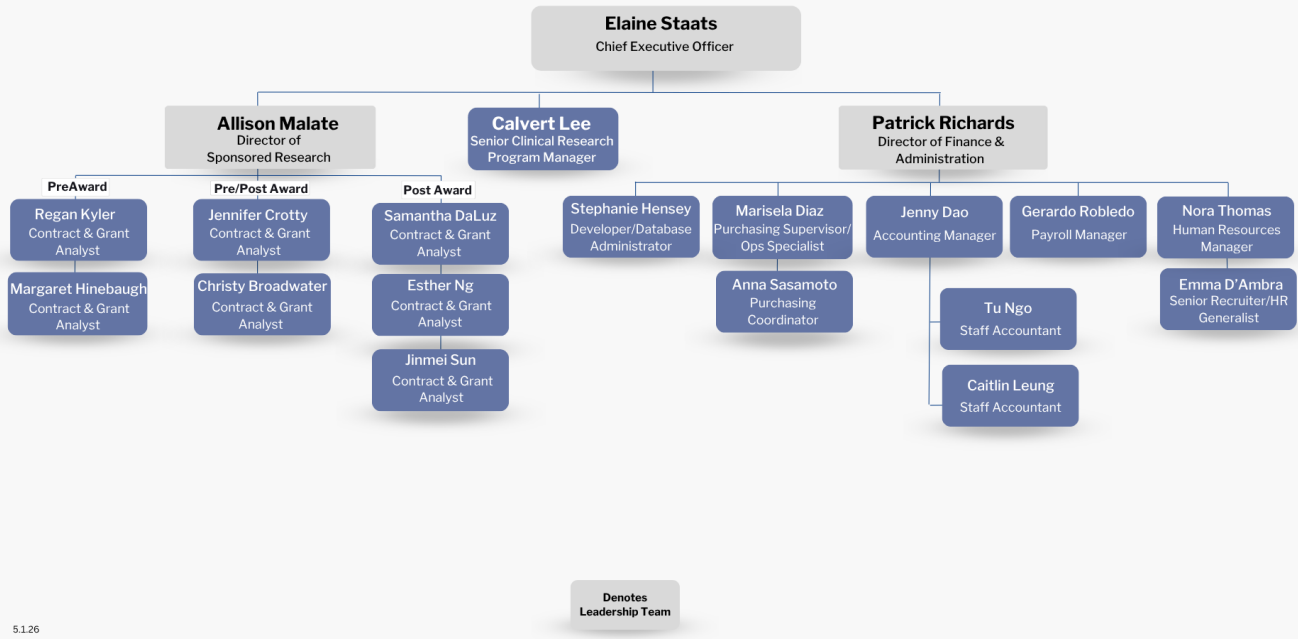 Elaine Staats
Chief Executive Officer
Allison Malate
Director of
Sponsored Research
Calvert Lee
Senior Clinical Research
Program Manager
Patrick Richards
Director of Finance &
Administration
PreAward
Regan Kyler
Contract & Grant
Analyst
Margaret Hinebaugh
Contract & Grant
Analyst
Pre/Post Award
Jennifer Crotty
Contract & Grant
Analyst
Christy Broadwater
Contract & Grant
Analyst
Post Award
Samantha DaLuz
Contract & Grant
Analyst
Esther Ng
Contract & Grant
Analyst
Jinmei Sun
Contract & Grant
Analyst
Stephanie Hensey
Developer/Database
Administrator
Marisela Diaz
Purchasing Supervisor/
Ops Specialist
Anna Sasamoto
Purchasing
Coordinator
Jenny Dao
Accounting Manager
Tu Ngo
Staff Accountant
Caitlin Leung
Staff Accountant
Gerardo Robledo
Payroll Manager
Nora Thomas
Human Resources
Manager
Emma D’Ambra
Senior Recruiter/HR
Generalist
Denotes
Leadership Team
5.1.26